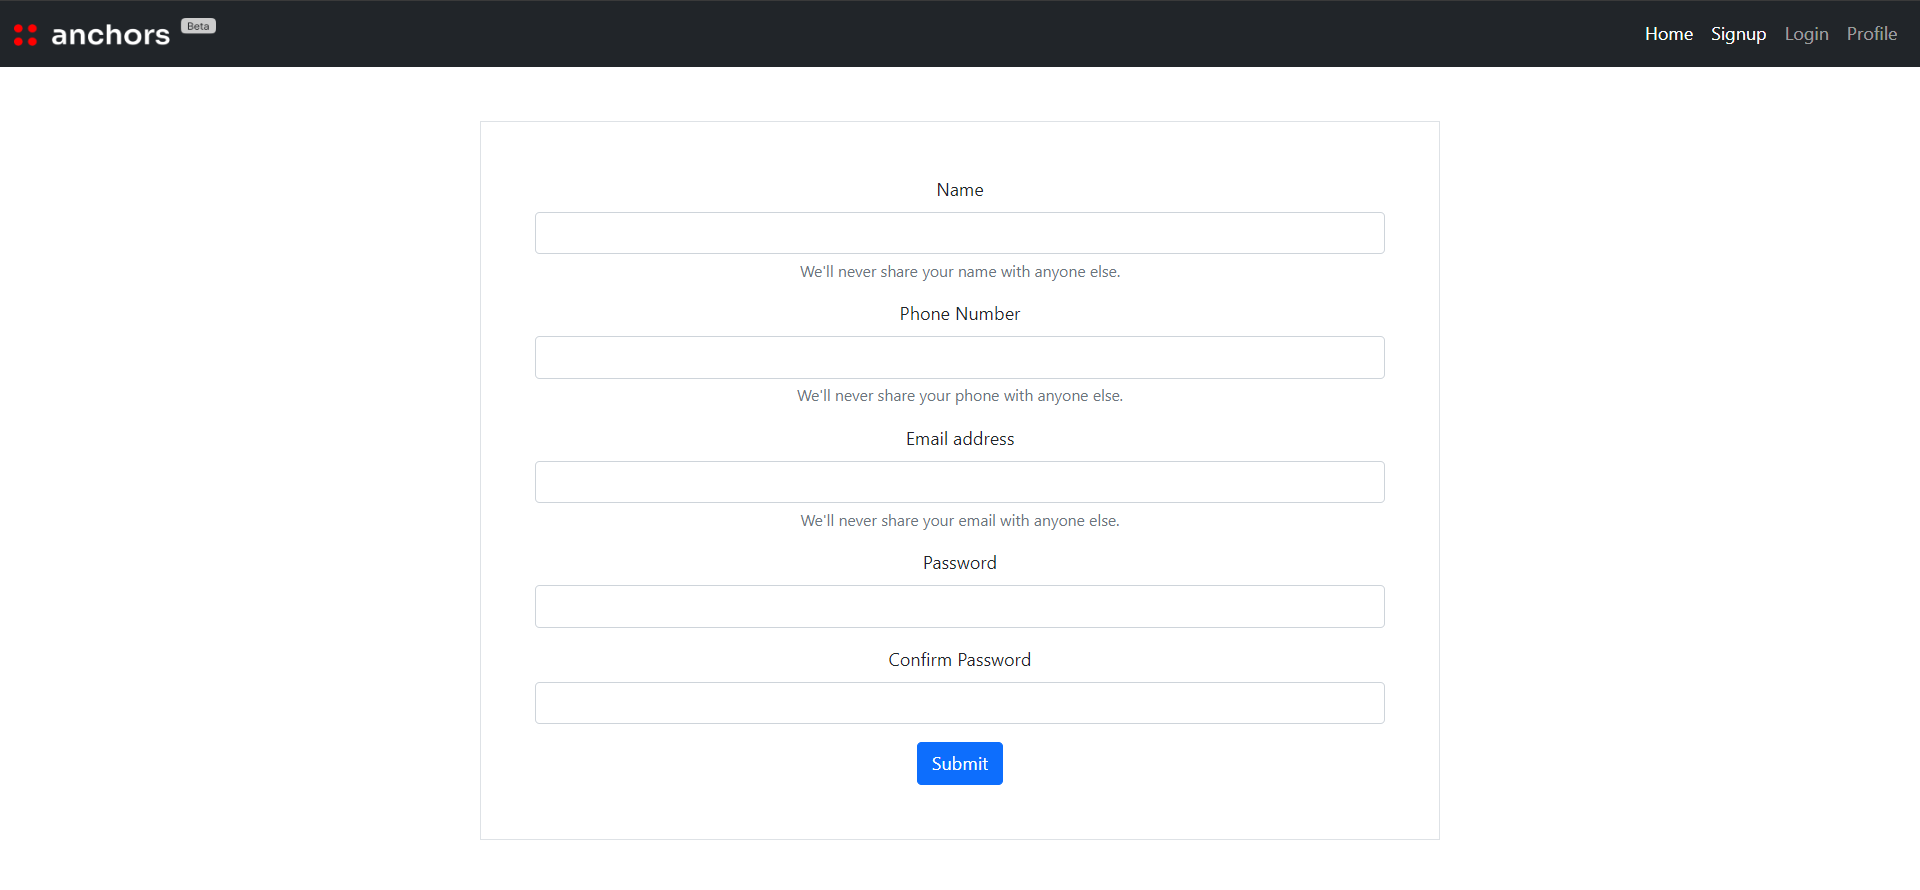 anchors Beta Home Signup Login Profile
Name
We'll never share your name with anyone else.
Phone Number
We'll never share your phone with anyone else.
Email address
We'll never share your email with anyone else.
Password
Confirm Password
Submit